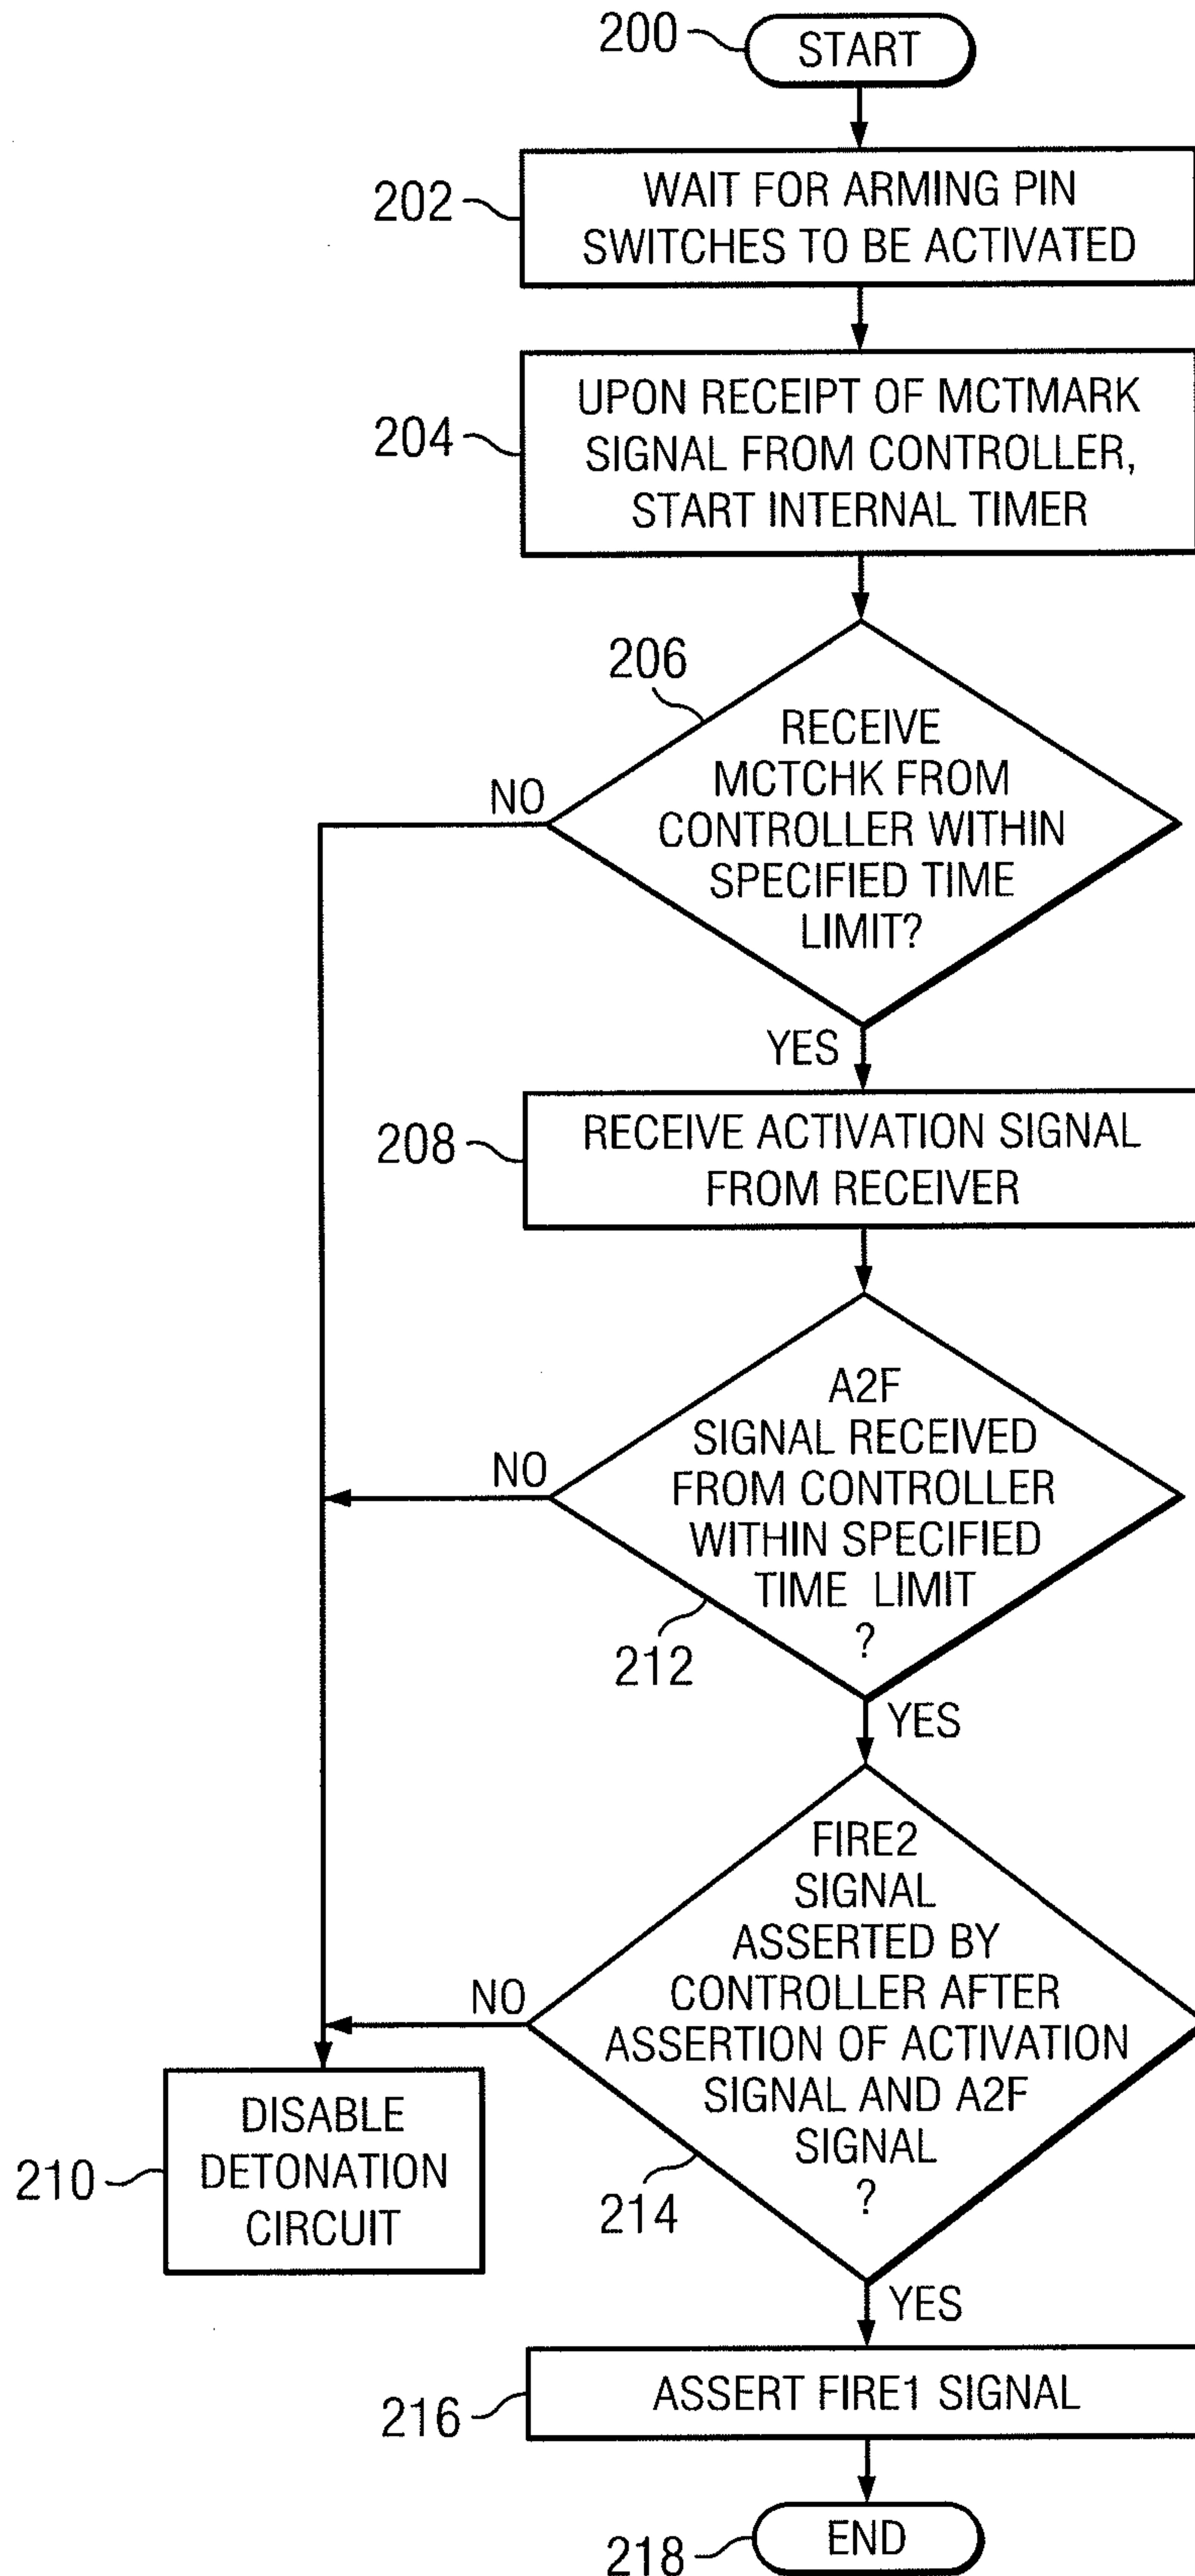 200
START
202
WAIT FOR ARMING PIN
SWITCHES TO BE ACTIVATED
204
UPON RECEIPT OF MCTMARK
SIGNAL FROM CONTROLLER,
START INTERNAL TIMER
206
RECEIVE
MCTCHK FROM
CONTROLLER WITHIN
SPECIFIED TIME
LIMIT?
NO
YES
208
RECEIVE ACTIVATION SIGNAL
FROM RECEIVER
A2F
SIGNAL RECEIVED
FROM CONTROLLER
WITHIN SPECIFIED
TIME LIMIT
?
NO
212
YES
FIRE2
SIGNAL
ASSERTED BY
CONTROLLER AFTER
ASSERTION OF ACTIVATION
SIGNAL AND A2F
SIGNAL
?
NO
214
210
DISABLE
DETONATION
CIRCUIT
YES
216
ASSERT FIRE1 SIGNAL
218
END